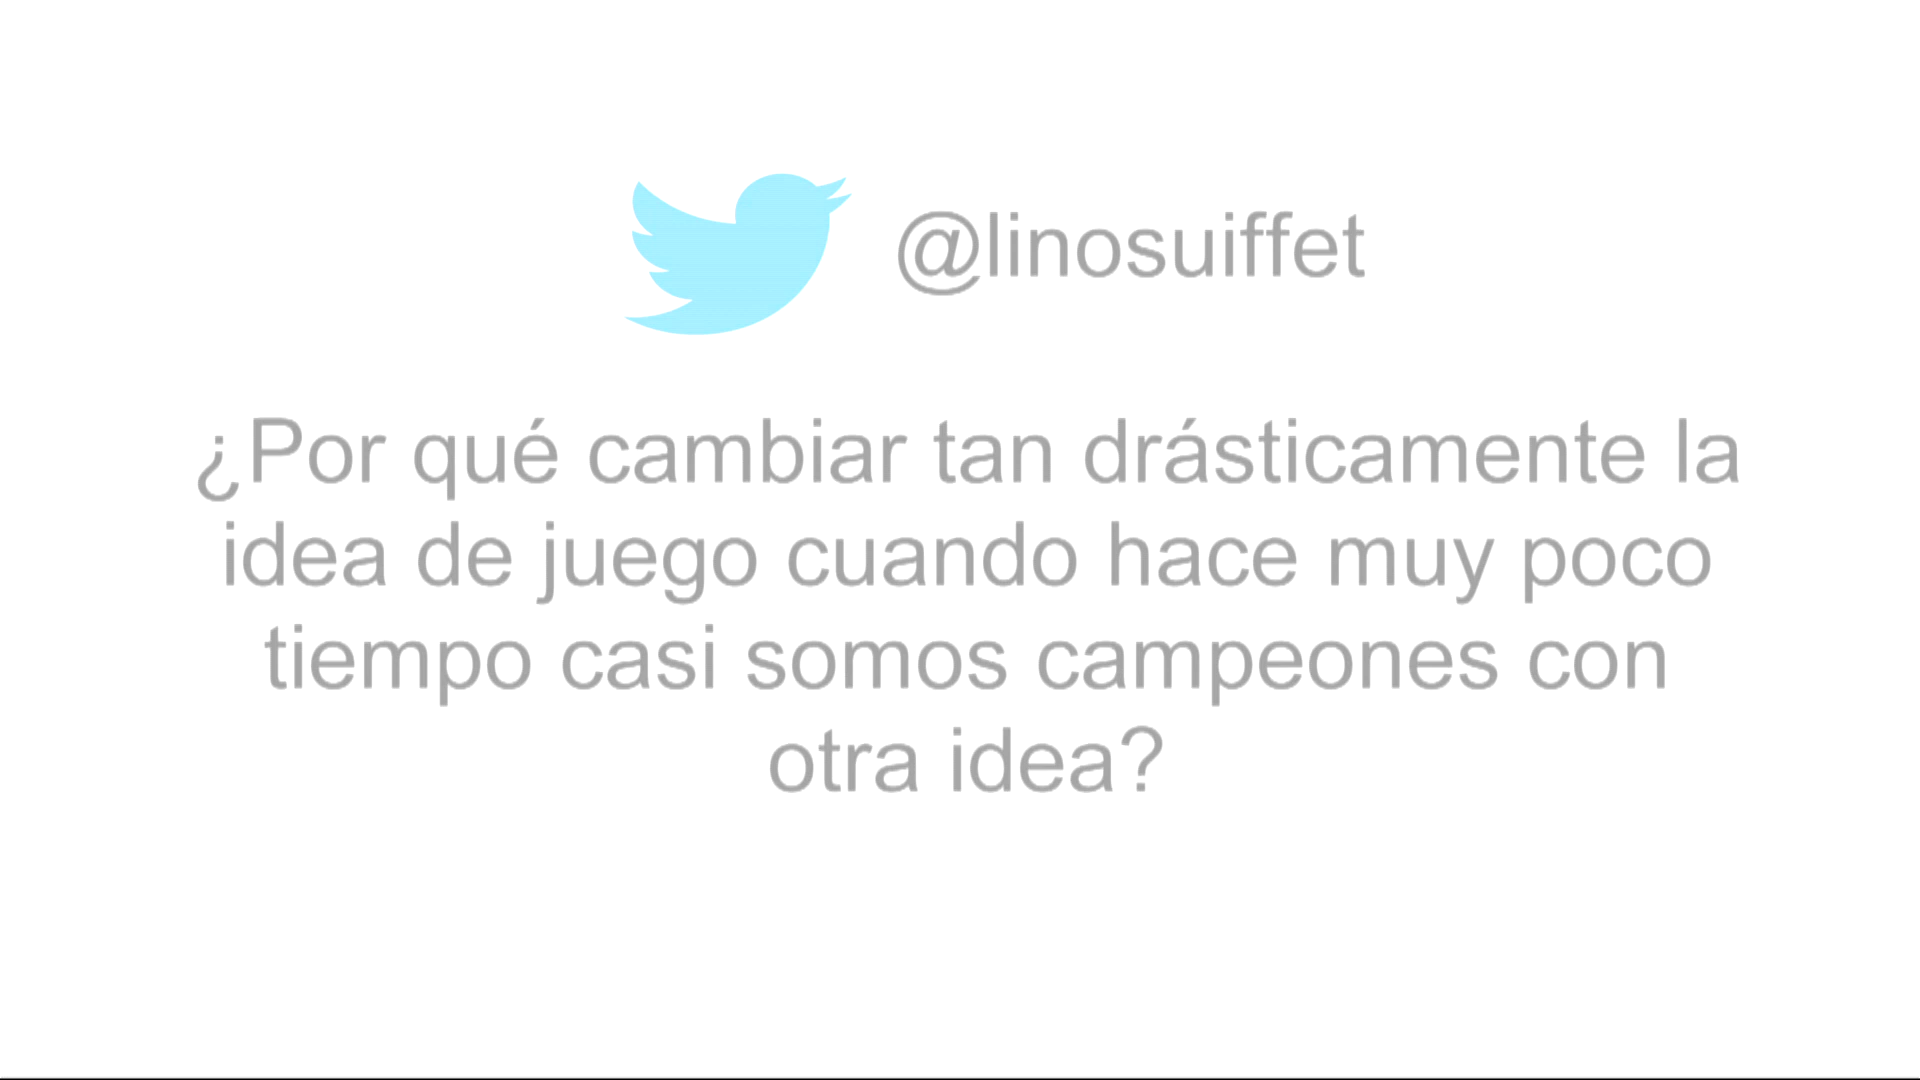 @linosuiffet
¿Por qué cambiar tan drásticamente la
idea de juego cuando hace muy poco
tiempo casi somos campeones con
otra idea?